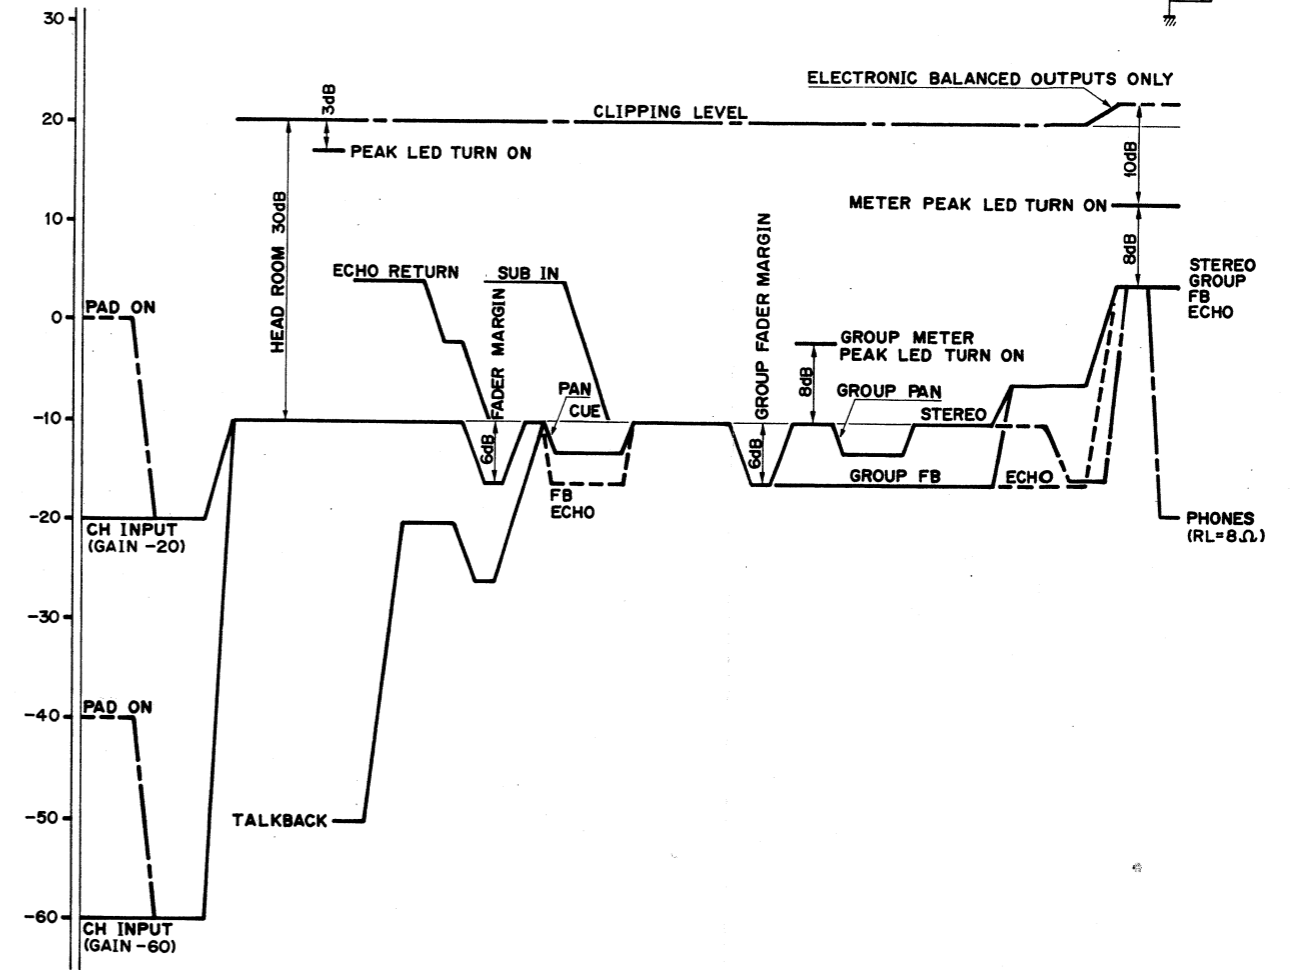 30
ELECTRONIC BALANCED OUTPUTS ONLY
3dB
20
CLIPPING LEVEL
PEAK LED TURN ON
10dB
10
METER PEAK LED TURN ON
HEAD ROOM 30dB
8dB
ECHO RETURN
SUB IN
STEREO
GROUP
FB
ECHO
PAD ON
0
FADER MARGIN
GROUP FADER MARGIN
GROUP METER
PEAK LED TURN ON
8dB
PAN
GROUP PAN
-10
CUE
STEREO
6dB
6dB
GROUP FB
ECHO
FB
ECHO
-20
CH INPUT
(GAIN -20)
PHONES
(RL=8Ω)
-30
PAD ON
-40
-50
TALKBACK
-60
CH INPUT
(GAIN -60)